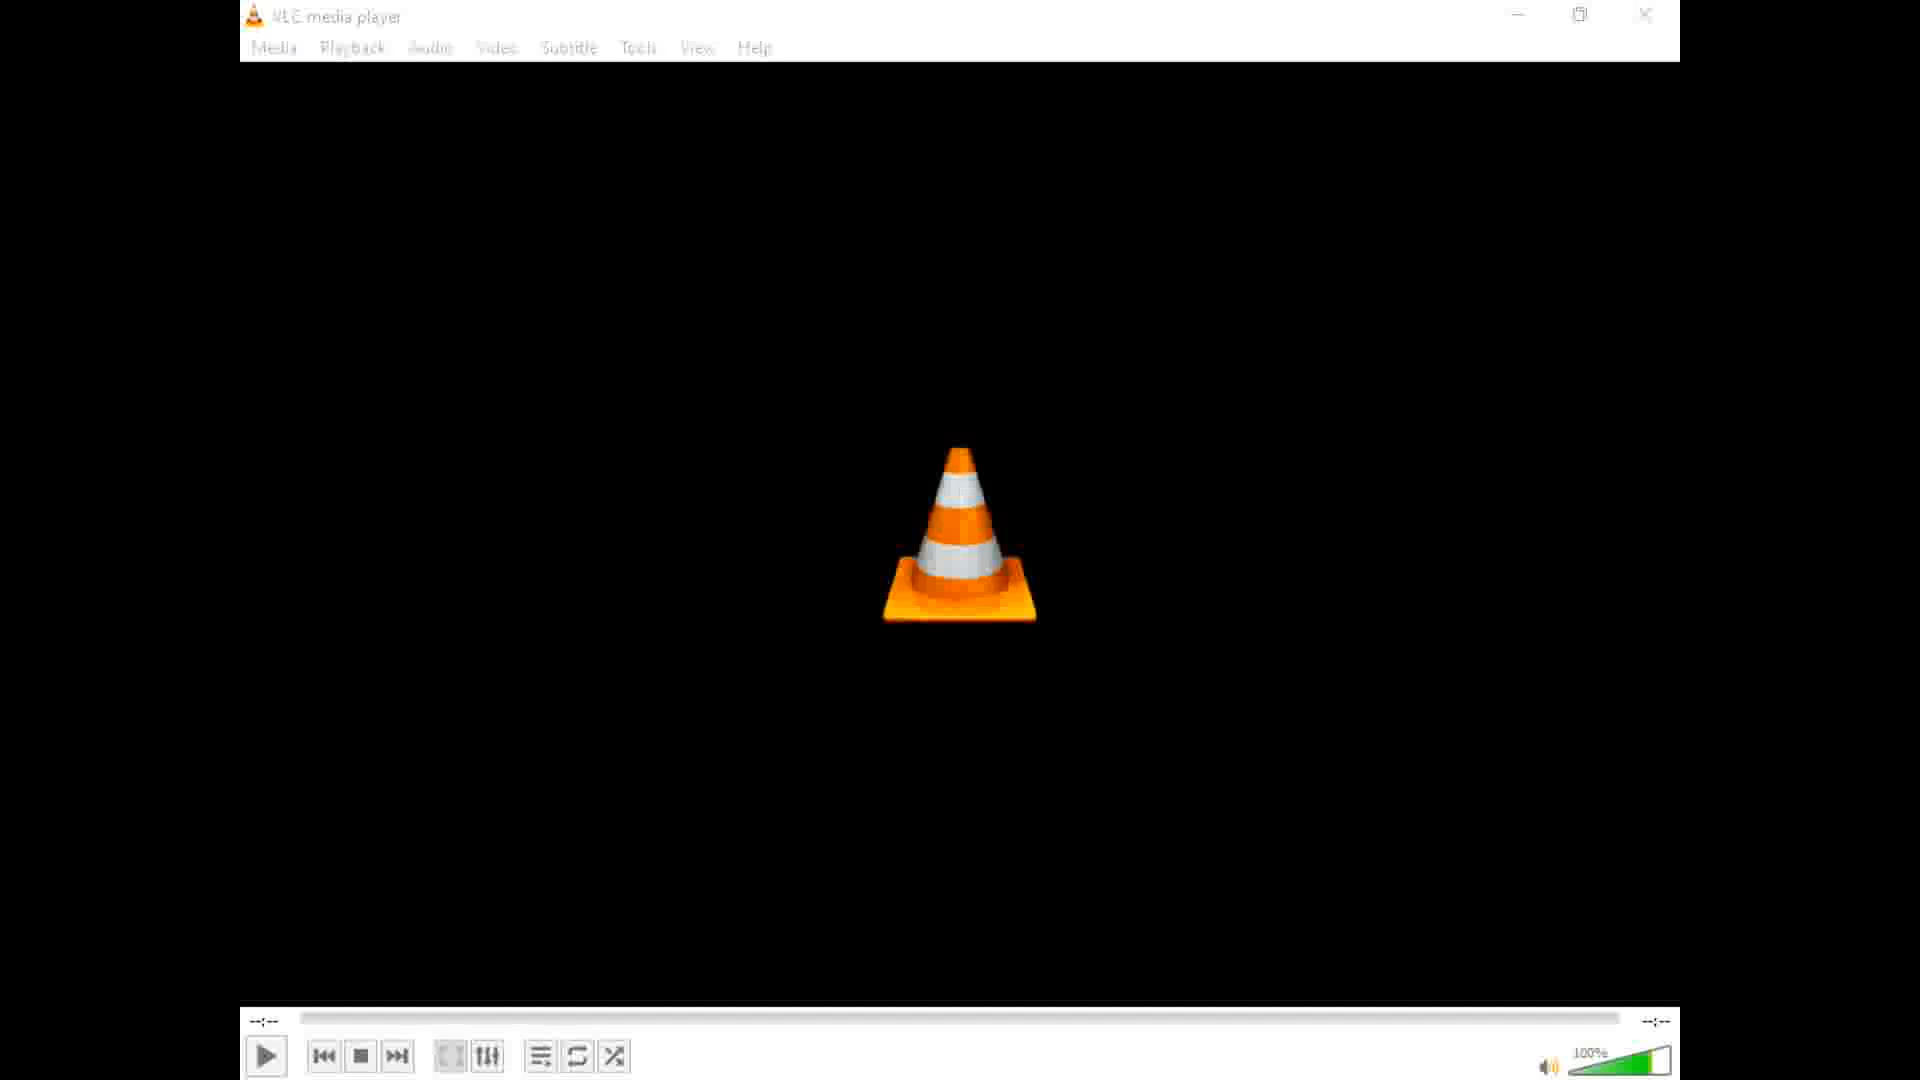 VLC media player
Media Playback Audio Video Subtitle Tools View Help
--:-- --:--
100%